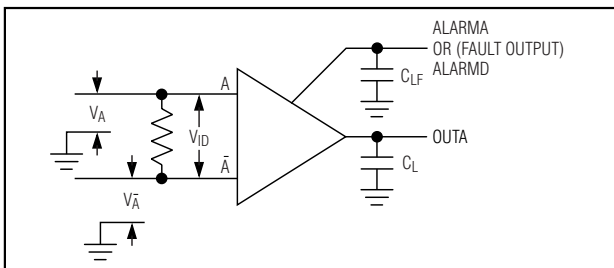 ALARMA
OR (FAULT OUTPUT)
ALARMD
A
CLF
VA
VID
OUTA
Ā
CL
VĀ